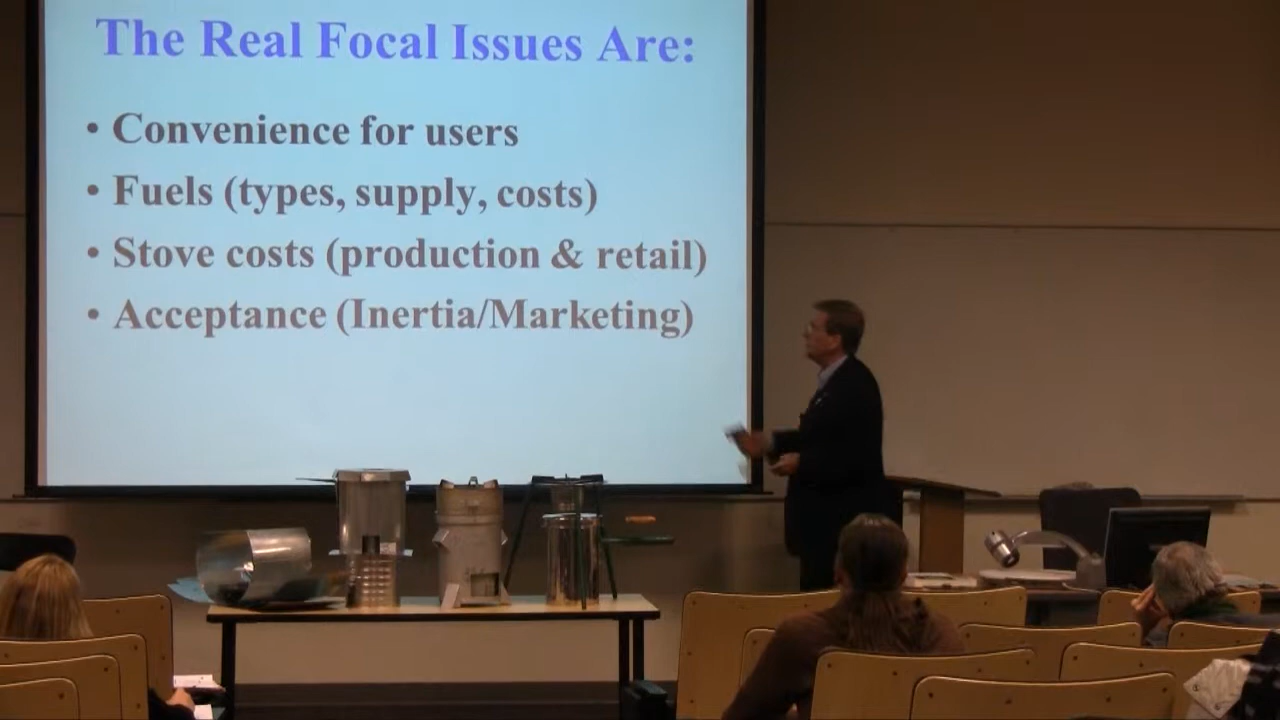 The Real Focal Issues Are:
• Convenience for users
• Fuels (types, supply, costs)
• Stove costs (production & retail)
• Acceptance (Inertia/Marketing)